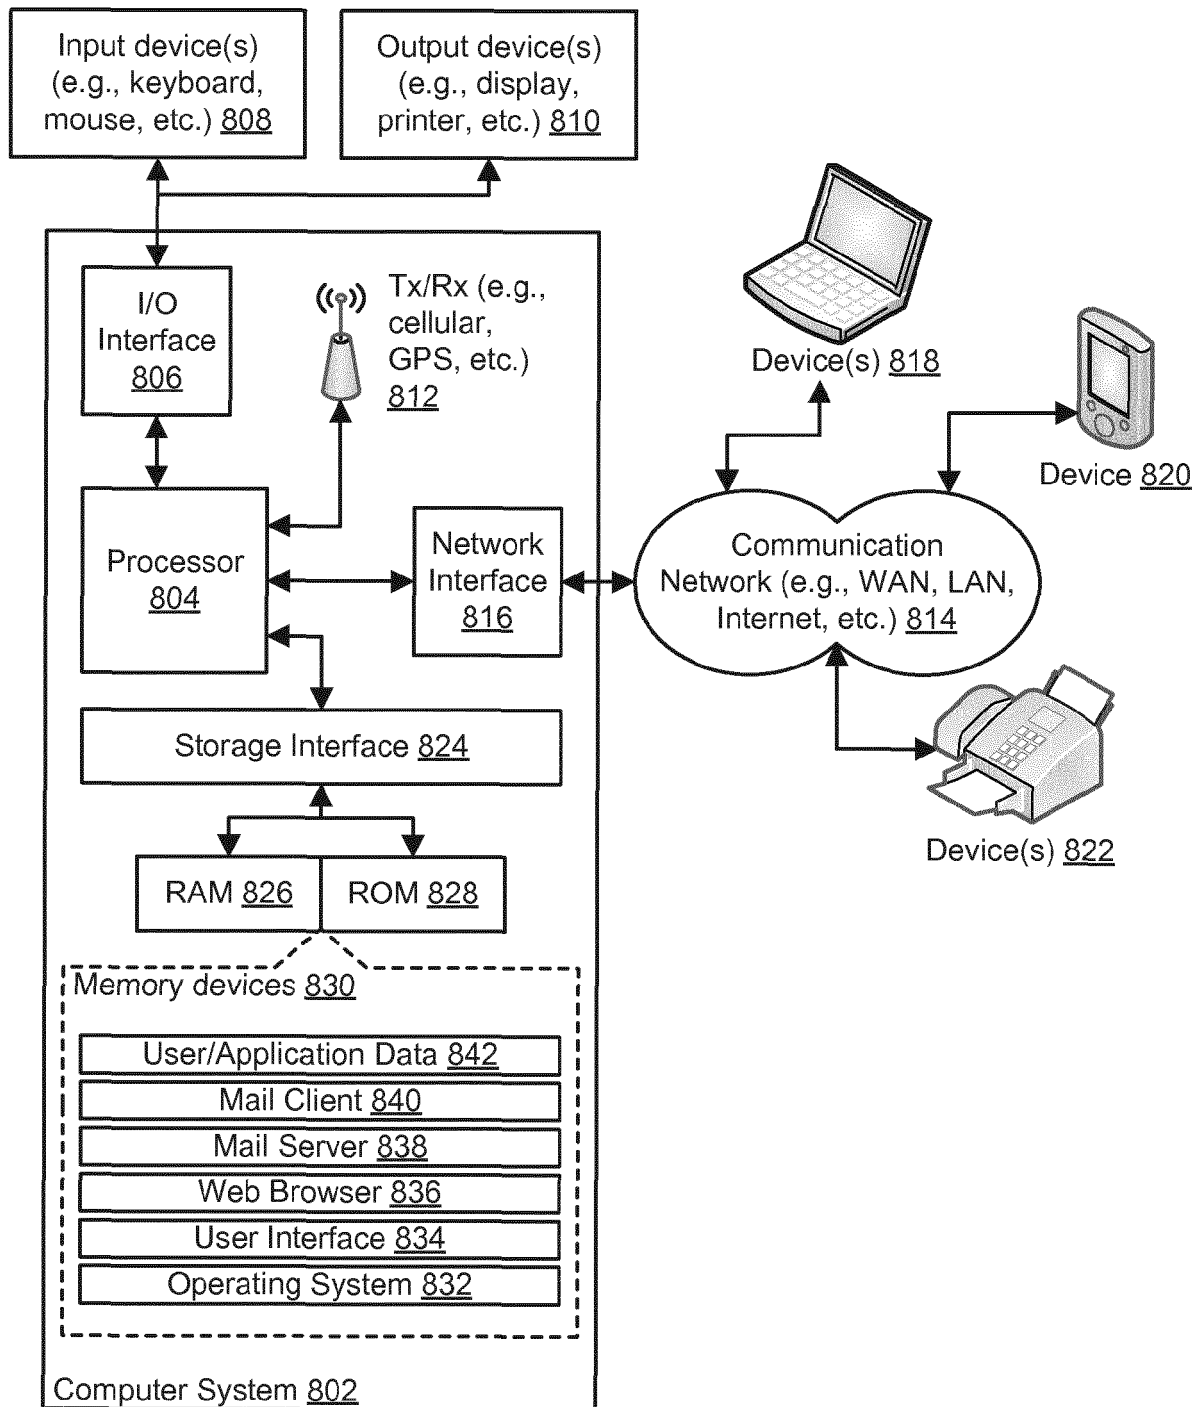 Input device(s)
(e.g., keyboard,
mouse, etc.) 808
Output device(s)
(e.g., display,
printer, etc.) 810
I/O
Interface
806
Tx/Rx (e.g.,
cellular,
GPS, etc.)
812
Device(s) 818
Device 820
Processor
804
Network
Interface
816
Communication
Network (e.g., WAN, LAN,
Internet, etc.) 814
Storage Interface 824
Device(s) 822
RAM 826
ROM 828
Memory devices 830
User/Application Data 842
Mail Client 840
Mail Server 838
Web Browser 836
User Interface 834
Operating System 832
Computer System 802